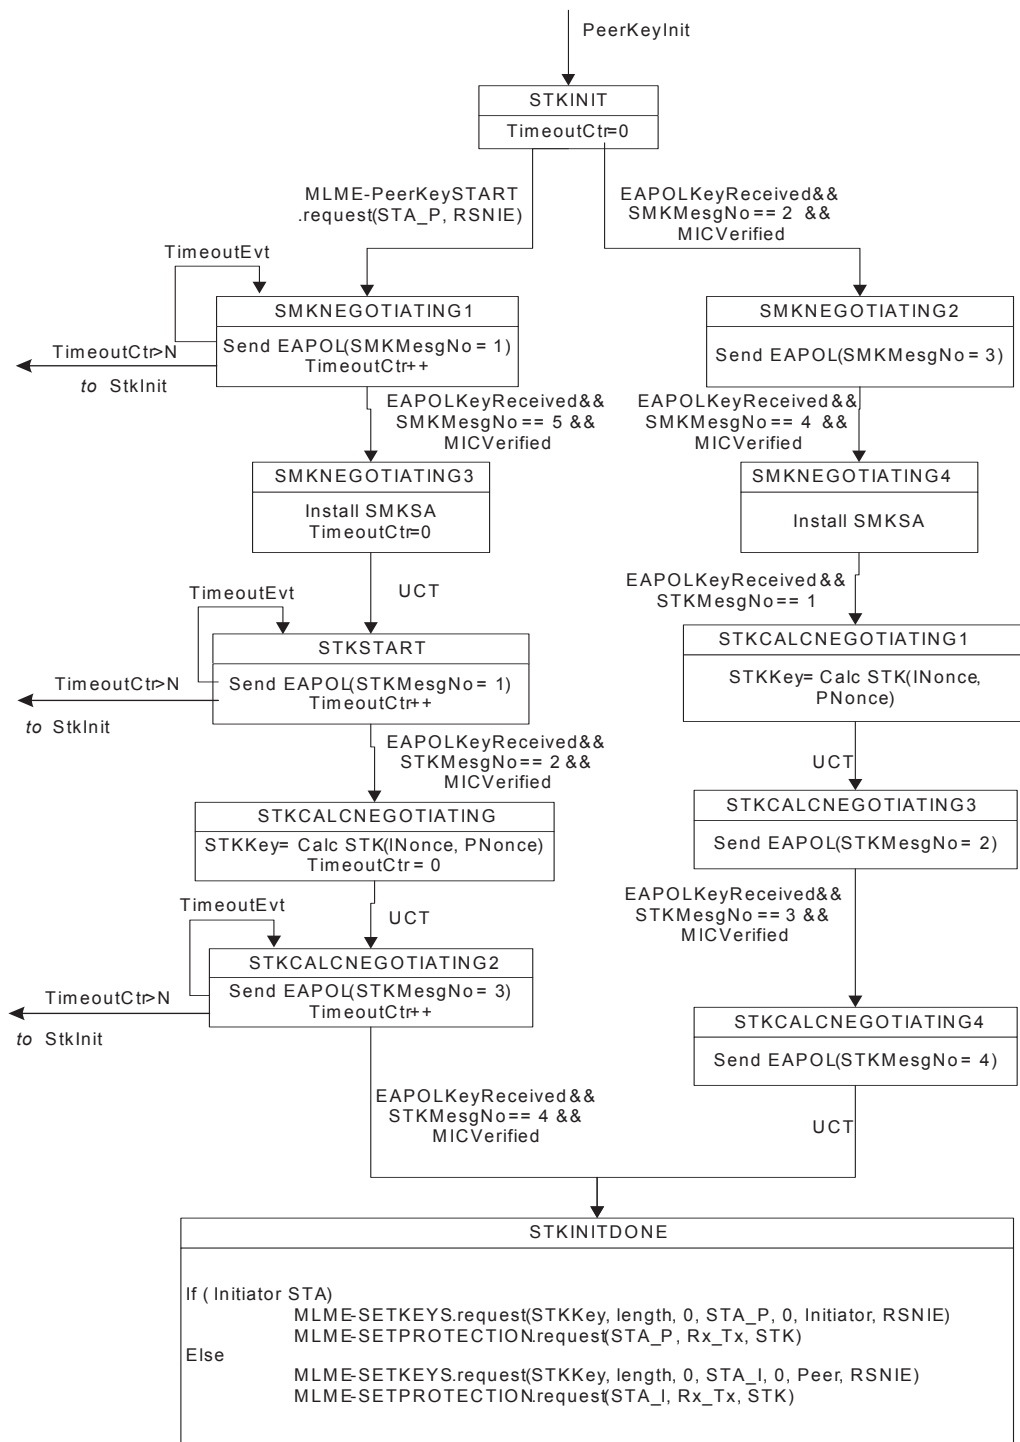 PeerKeyInit
STKINIT
TimeoutCtr=0
MLME-PeerKeySTART
.request(STA_P, RSNIE)
EAPOLKeyReceived&&
SMKMesgNo== 2 &&
MICVerified
TimeoutEvt
SMKNEGOTIATING1
Send EAPOL(SMKMesgNo= 1)
TimeoutCtr++
TimeoutCtr>N
to StkInit
SMKNEGOTIATING2
Send EAPOL(SMKMesgNo= 3)
EAPOLKeyReceived&&
SMKMesgNo== 5 &&
MICVerified
EAPOLKeyReceived&&
SMKMesgNo== 4 &&
MICVerified
SMKNEGOTIATING3
Install SMKSA
TimeoutCtr=0
SMKNEGOTIATING4
Install SMKSA
UCT
EAPOLKeyReceived&&
STKMesgNo== 1
TimeoutEvt
STKSTART
Send EAPOL(STKMesgNo= 1)
TimeoutCtr++
TimeoutCtr>N
to StkInit
STKCALCNEGOTIATING1
STKKey= Calc STK(INonce,
PNonce)
EAPOLKeyReceived&&
STKMesgNo== 2 &&
MICVerified
UCT
STKCALCNEGOTIATING
STKKey= Calc STK(INonce, PNonce)
TimeoutCtr= 0
STKCALCNEGOTIATING3
Send EAPOL(STKMesgNo= 2)
TimeoutEvt
UCT
EAPOLKeyReceived&&
STKMesgNo== 3 &&
MICVerified
STKCALCNEGOTIATING2
Send EAPOL(STKMesgNo= 3)
TimeoutCtr++
TimeoutCtr>N
to StkInit
STKCALCNEGOTIATING4
Send EAPOL(STKMesgNo= 4)
EAPOLKeyReceived&&
STKMesgNo== 4 &&
MICVerified
UCT
STKINITDONE
If ( Initiator STA)
MLME-SETKEYS.request(STKKey, length, 0, STA_P, 0, Initiator, RSNIE)
MLME-SETPROTECTION.request(STA_P, Rx_Tx, STK)
Else
MLME-SETKEYS.request(STKKey, length, 0, STA_I, 0, Peer, RSNIE)
MLME-SETPROTECTION.request(STA_I, Rx_Tx, STK)